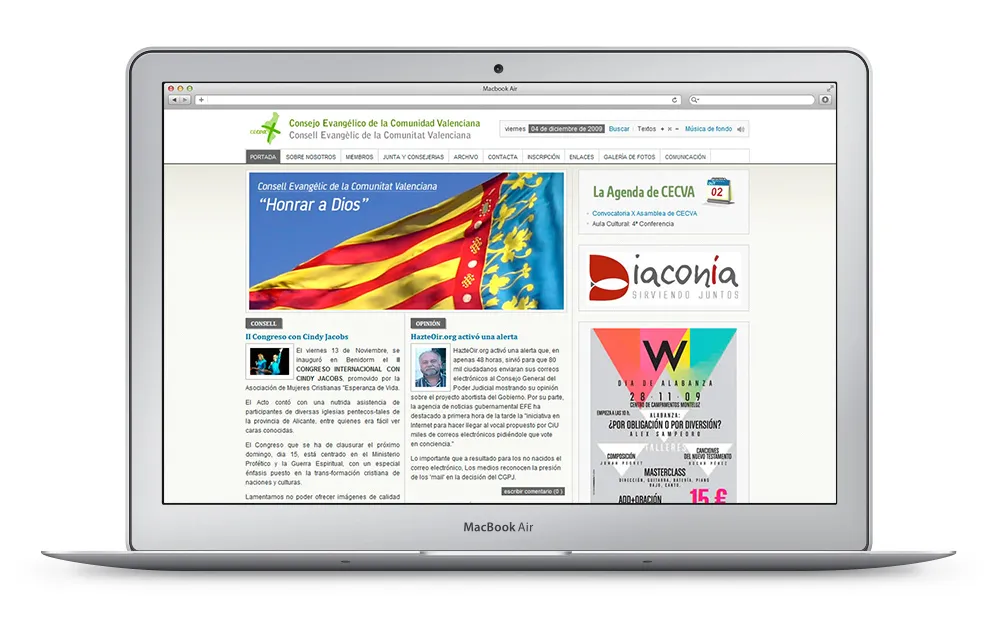 Macbook Air
CECVA
Consejo Evangélico de la Comunidad Valenciana
Consell Evangèlic de la Comunitat Valenciana
viernes 04 de diciembre de 2009 Buscar Textos + = − Música de fondo
PORTADA SOBRE NOSOTROS MIEMBROS JUNTA Y CONSEJERIAS ARCHIVO CONTACTA INSCRIPCIÓN ENLACES GALERÍA DE FOTOS COMUNICACIÓN
Consell Evangélic de la Comunitat Valenciana
“Honrar a Dios”
La Agenda de CECVA
02
Convocatoria X Asamblea de CECVA
Aula Cultural: 4ª Conferencia
Diaconía
SIRVIENDO JUNTOS
CONSELL
II Congreso con Cindy Jacobs
El viernes 13 de Noviembre, se
inauguró en Benidorm el II
CONGRESO INTERNACIONAL CON
CINDY JACOBS, promovido por la
Asociación de Mujeres Cristianas "Esperanza de Vida.
El Acto contó con una nutrida asistencia de
participantes de diversas iglesias pentecos-tales de
la provincia de Alicante, entre quienes era fácil ver
caras conocidas.
El Congreso que se ha de clausurar el próximo
domingo, día 15, está centrado en el Ministerio
Profético y la Guerra Espiritual, con un especial
énfasis puesto en la trans-formación cristiana de
naciones y culturas.
Lamentamos no poder ofrecer imágenes de calidad
OPINIÓN
HazteOir.org activó una alerta
HazteOir.org activó una alerta que, en
apenas 48 horas, sirvió para que 80
mil ciudadanos enviaran sus correos
electrónicos al Consejo General del
Poder Judicial mostrando su opinión
sobre el proyecto abortista del Gobierno. Por su parte,
la agencia de noticias gubernamental EFE ha
destacado a primera hora de la tarde la "iniciativa en
Internet para hacer llegar al vocal propuesto por CiU
miles de correos electrónicos pidiéndole que vote
en conciencia."
Lo importante que a resultado para los no nacidos el
correo electrónico, Los medios reconocen la presión
de los 'mail' en la decisión del CGPJ.
escribir comentario (0 )
W
DIA DE ALABANZA
28·11·09
CENTRO DE CAMPAMENTOS MONTELUZ
EMPIEZA A LAS 10 h.
ALABANZA:
¿POR OBLIGACIÓN O POR DIVERSIÓN?
ALEX SAMPEDRO
TALLERES
COMPOSICIÓN
CANCIONES
DEL NUEVO TESTAMENTO
MASTERCLASS
DIRECCIÓN, GUITARRA, BATERÍA, PIANO
BAJO, CANTO.
ADO+ORACIÓN
15 €
MacBook Air